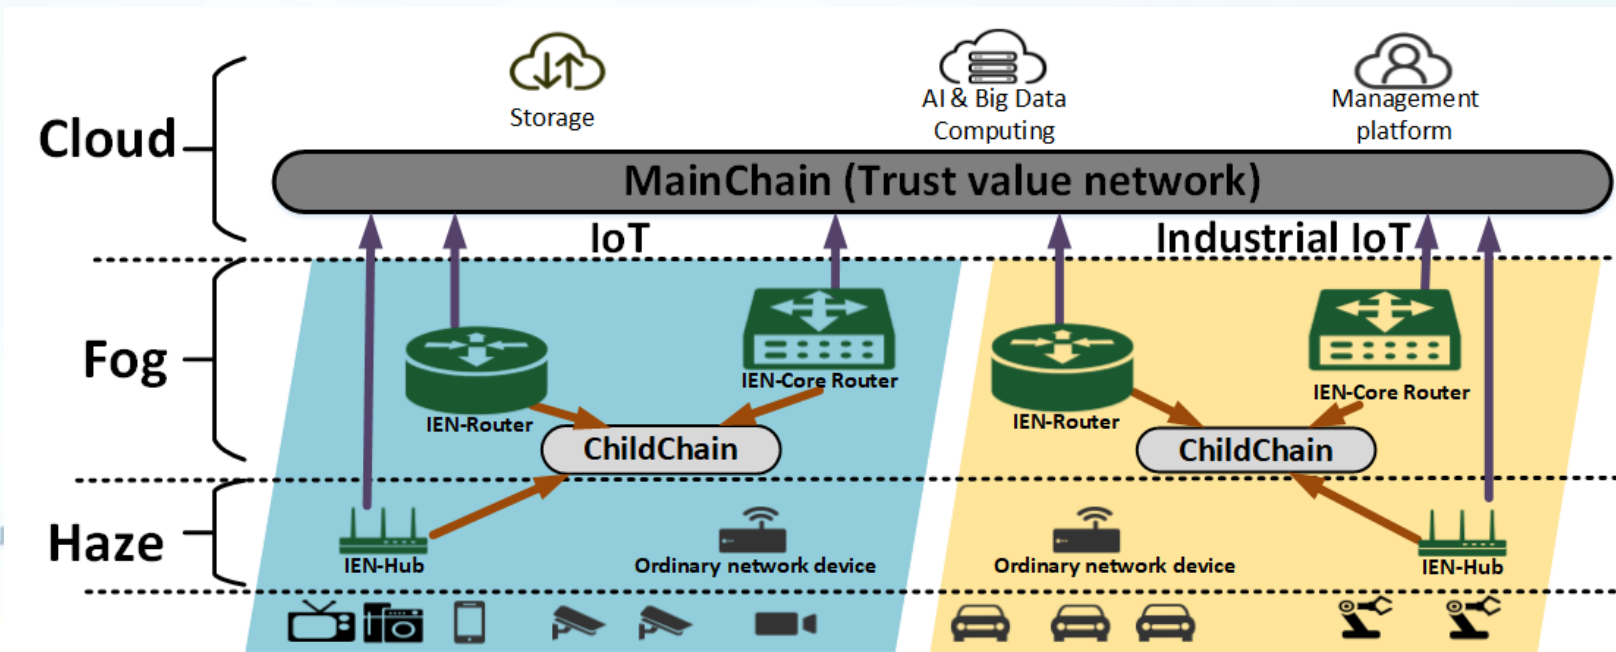 Cloud
Storage
AI & Big Data
Computing
Management
platform
MainChain (Trust value network)
IoT
Industrial IoT
Fog
IEN-Router
IEN-Core Router
ChildChain
IEN-Router
IEN-Core Router
ChildChain
Haze
IEN-Hub
Ordinary network device
Ordinary network device
IEN-Hub